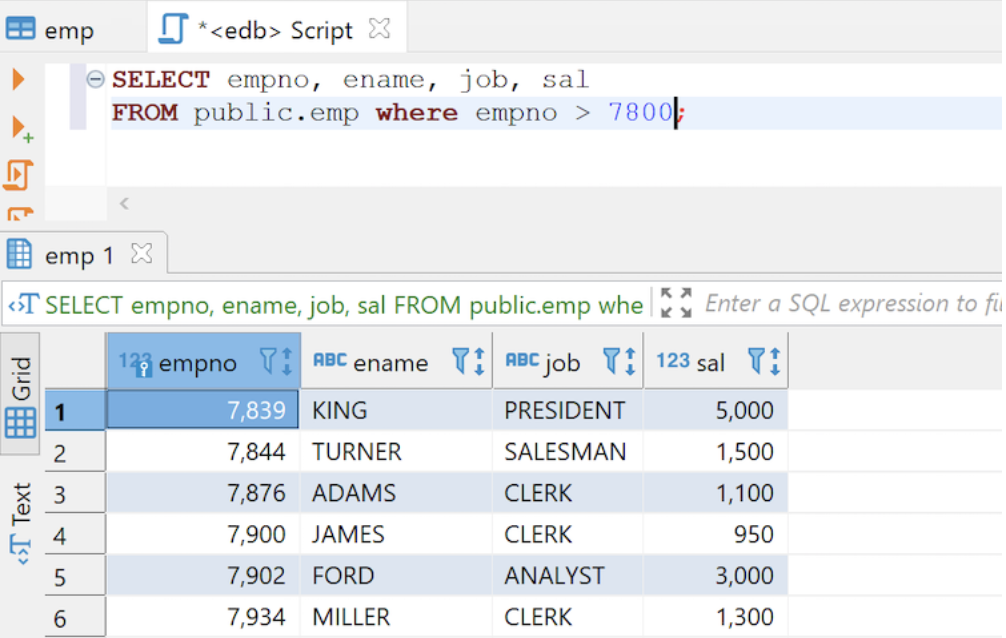 emp
*<edb> Script
SELECT empno, ename, job, sal
FROM public.emp where empno > 7800;
emp 1
SELECT empno, ename, job, sal FROM public.emp whe
Enter a SQL expression to fi
Grid
Text
123 empno ABC ename ABC job 123 sal
1 7,839 KING PRESIDENT 5,000
2 7,844 TURNER SALESMAN 1,500
3 7,876 ADAMS CLERK 1,100
4 7,900 JAMES CLERK 950
5 7,902 FORD ANALYST 3,000
6 7,934 MILLER CLERK 1,300